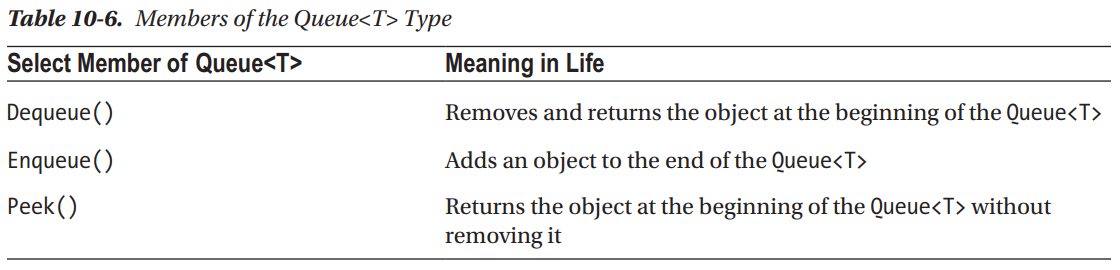 Table 10-6. Members of the Queue<T> Type
Select Member of Queue<T> Meaning in Life
Dequeue() Removes and returns the object at the beginning of the Queue<T>
Enqueue() Adds an object to the end of the Queue<T>
Peek() Returns the object at the beginning of the Queue<T> without
removing it